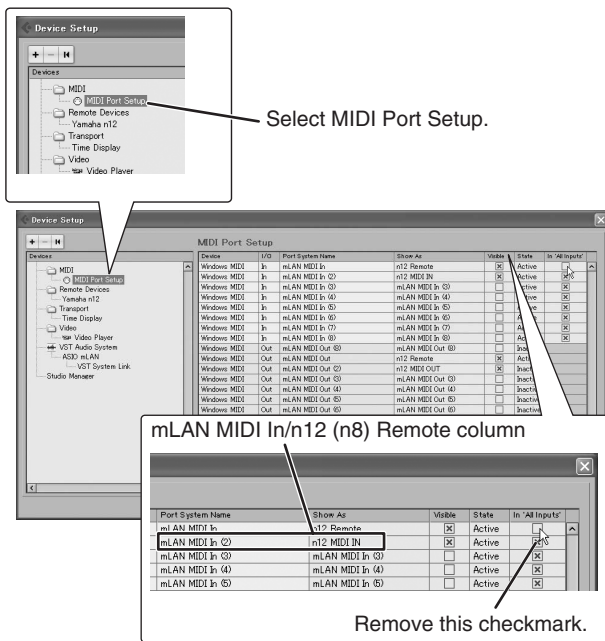 Device Setup
+ −
Devices
MIDI
MIDI Port Setup
Remote Devices
Yamaha n12
Transport
Time Display
Video
Video Player
Select MIDI Port Setup.
Device Setup
+ −
Devices
MIDI
MIDI Port Setup
Remote Devices
Yamaha n12
Transport
Time Display
Video
Video Player
VST Audio System
ASIO mLAN
VST System Link
Studio Manager
MIDI Port Setup
Device I/O Port System Name Show As Visible State In 'All Inputs'
Windows MIDI In mLAN MIDI In n12 Remote Active
Windows MIDI In mLAN MIDI In (2) n12 MIDI IN Active
Windows MIDI In mLAN MIDI In (3) mLAN MIDI In (3)
Windows MIDI In mLAN MIDI In (4) mLAN MIDI In (4)
Windows MIDI In mLAN MIDI In (5) mLAN MIDI In (5)
Windows MIDI In mLAN MIDI In (6) mLAN MIDI In (6)
Windows MIDI In mLAN MIDI In (7) mLAN MIDI In (7)
Windows MIDI In mLAN MIDI In (8) mLAN MIDI In (8)
Windows MIDI Out mLAN MIDI Out (8) mLAN MIDI Out (8)
Windows MIDI Out mLAN MIDI Out n12 Remote
Windows MIDI Out mLAN MIDI Out (2) n12 MIDI OUT Inactive
Windows MIDI Out mLAN MIDI Out (3) mLAN MIDI Out (3) Inactive
Windows MIDI Out mLAN MIDI Out (4) mLAN MIDI Out (4) Inactive
Windows MIDI Out mLAN MIDI Out (5) mLAN MIDI Out (5) Inactive
Windows MIDI Out mLAN MIDI Out (6) mLAN MIDI Out (6) Inactive
mLAN MIDI In/n12 (n8) Remote column
Port System Name Show As Visible State In 'All Inputs'
mLAN MIDI In n12 Remote Active
mLAN MIDI In (2) n12 MIDI IN Active
mLAN MIDI In (3) mLAN MIDI In (3) Active
mLAN MIDI In (4) mLAN MIDI In (4) Active
mLAN MIDI In (5) mLAN MIDI In (5) Active
Remove this checkmark.